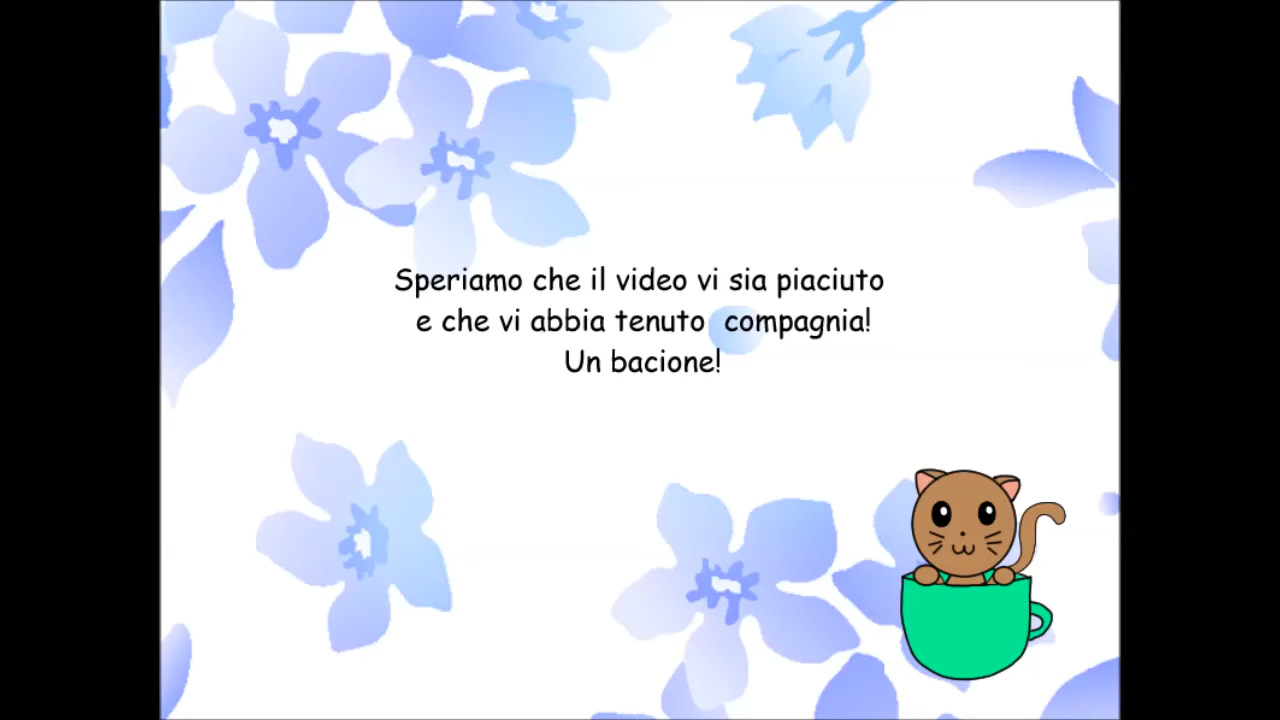 Speriamo che il video vi sia piaciuto
e che vi abbia tenuto compagnia!
Un bacione!